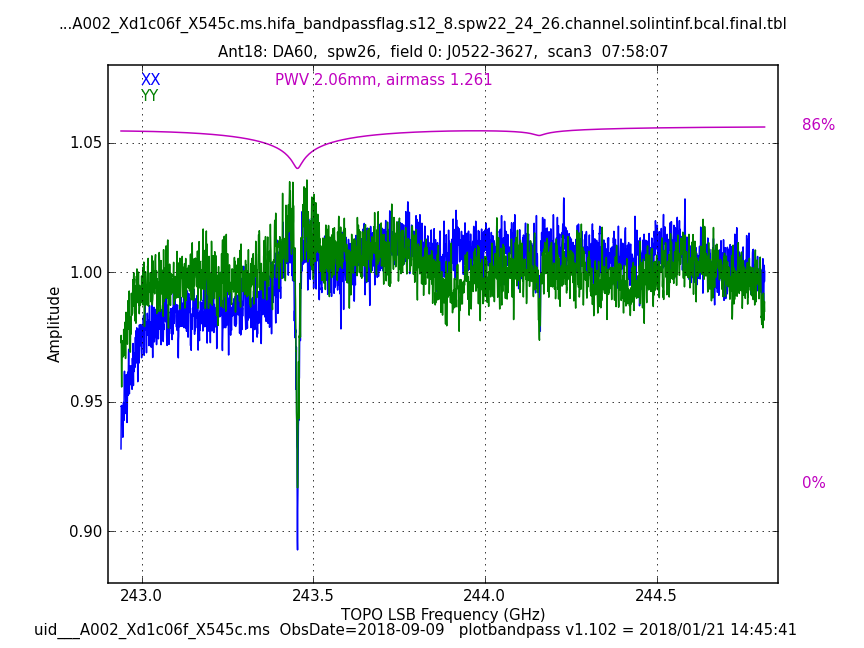 ...A002_Xd1c06f_X545c.ms.hifa_bandpassflag.s12_8.spw22_24_26.channel.solintinf.bcal.final.tbl
Ant18: DA60,  spw26,  field 0: J0522-3627,  scan3  07:58:07
XX
PWV 2.06mm, airmass 1.261
YY
86%
1.05
1.00
Amplitude
0.95
0%
0.90
243.0
243.5
244.0
244.5
TOPO LSB Frequency (GHz)
uid___A002_Xd1c06f_X545c.ms  ObsDate=2018-09-09   plotbandpass v1.102 = 2018/01/21 14:45:41